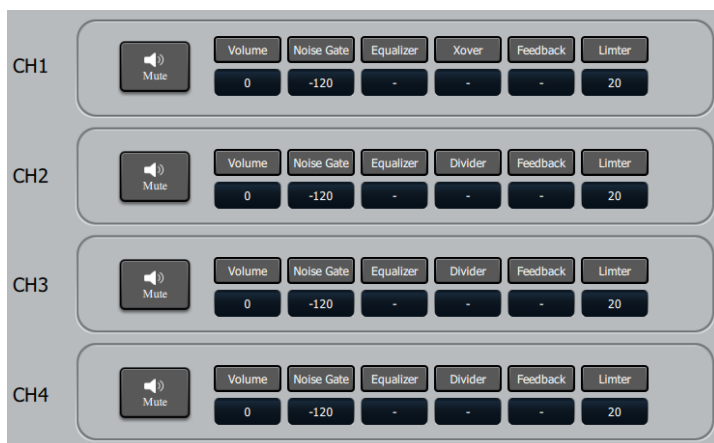 CH1
Mute
Volume Noise Gate Equalizer Xover Feedback Limter
0 -120 - - - 20
CH2
Mute
Volume Noise Gate Equalizer Divider Feedback Limter
0 -120 - - - 20
CH3
Mute
Volume Noise Gate Equalizer Divider Feedback Limter
0 -120 - - - 20
CH4
Mute
Volume Noise Gate Equalizer Divider Feedback Limter
0 -120 - - - 20